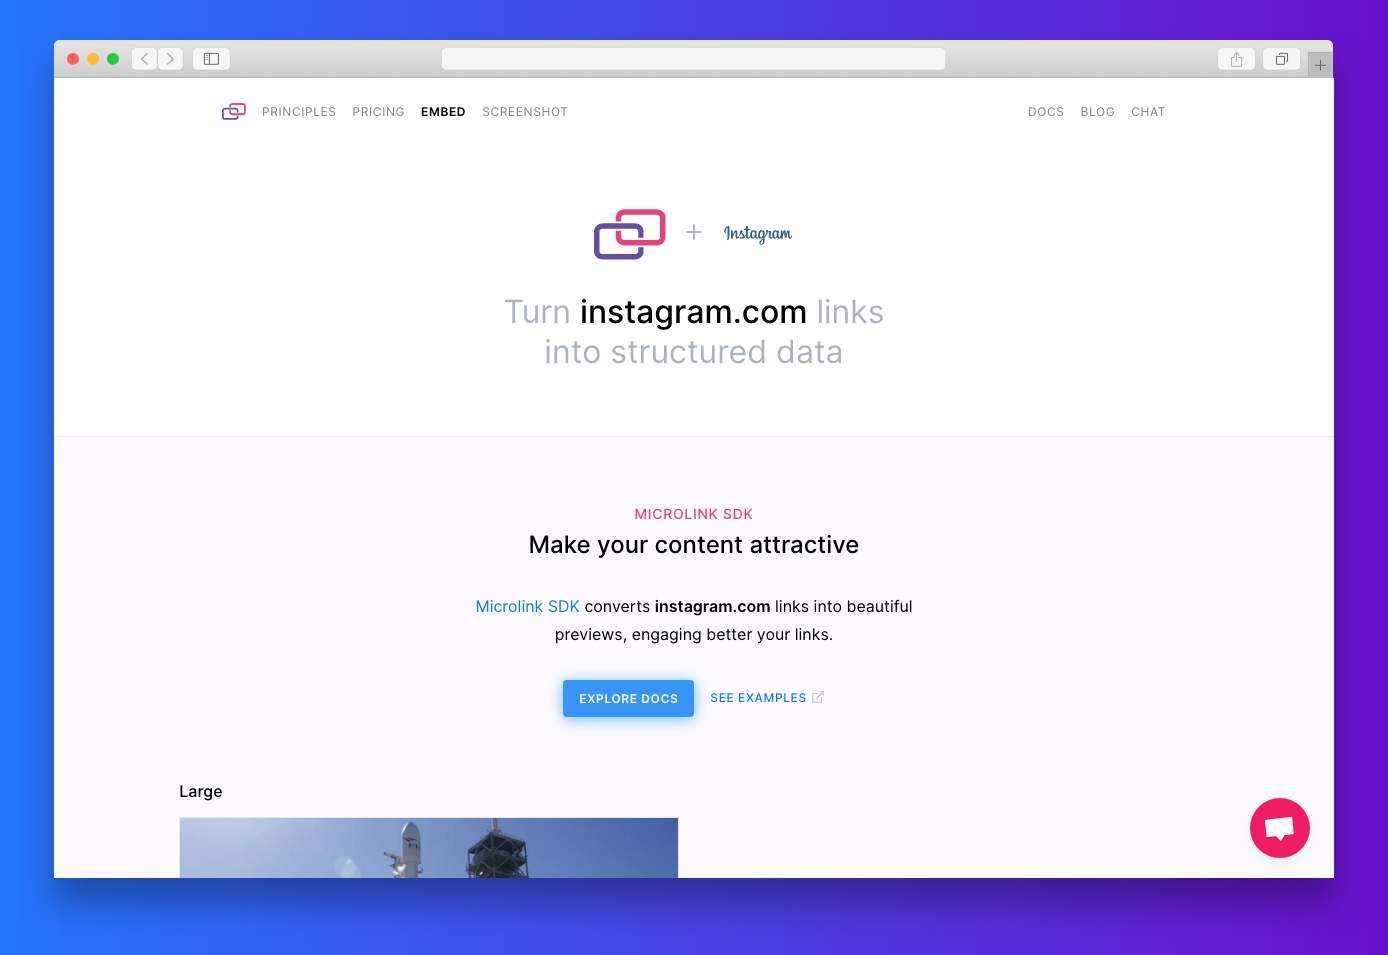 PRINCIPLES PRICING EMBED SCREENSHOT DOCS BLOG CHAT
Instagram
Turn instagram.com links
into structured data
MICROLINK SDK
Make your content attractive
Microlink SDK converts instagram.com links into beautiful
previews, engaging better your links.
EXPLORE DOCS SEE EXAMPLES
Large